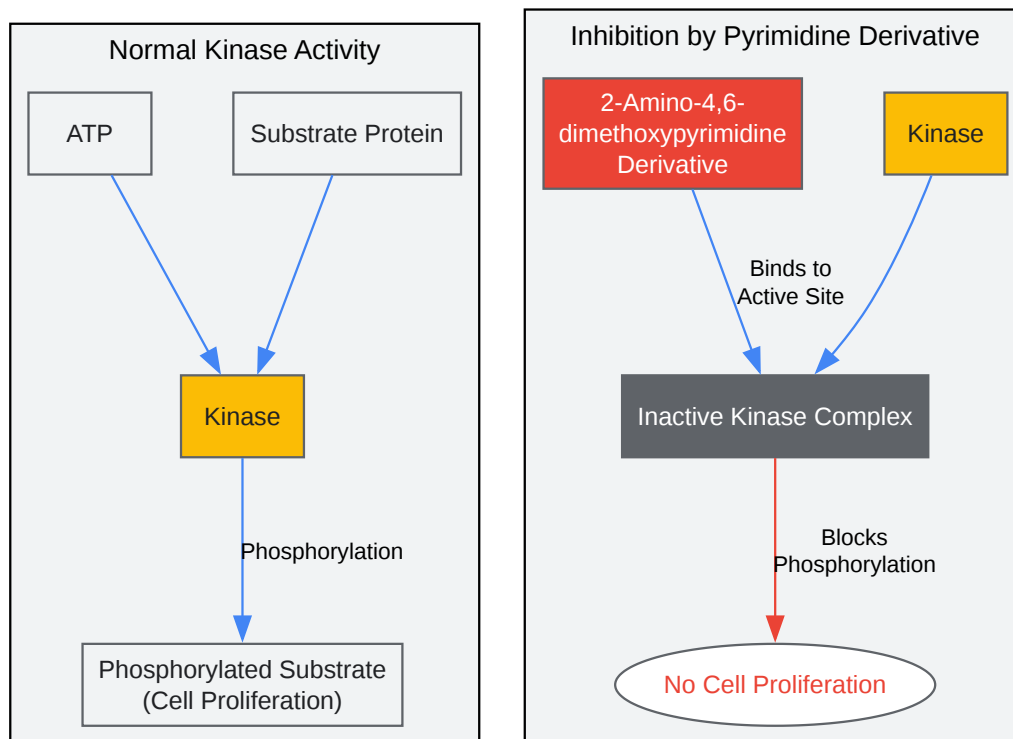 Normal Kinase Activity
ATP
Substrate Protein
Kinase
Phosphorylation
Phosphorylated Substrate
(Cell Proliferation)
Inhibition by Pyrimidine Derivative
2-Amino-4,6-
dimethoxypyrimidine
Derivative
Kinase
Binds to
Active Site
Inactive Kinase Complex
Blocks
Phosphorylation
No Cell Proliferation